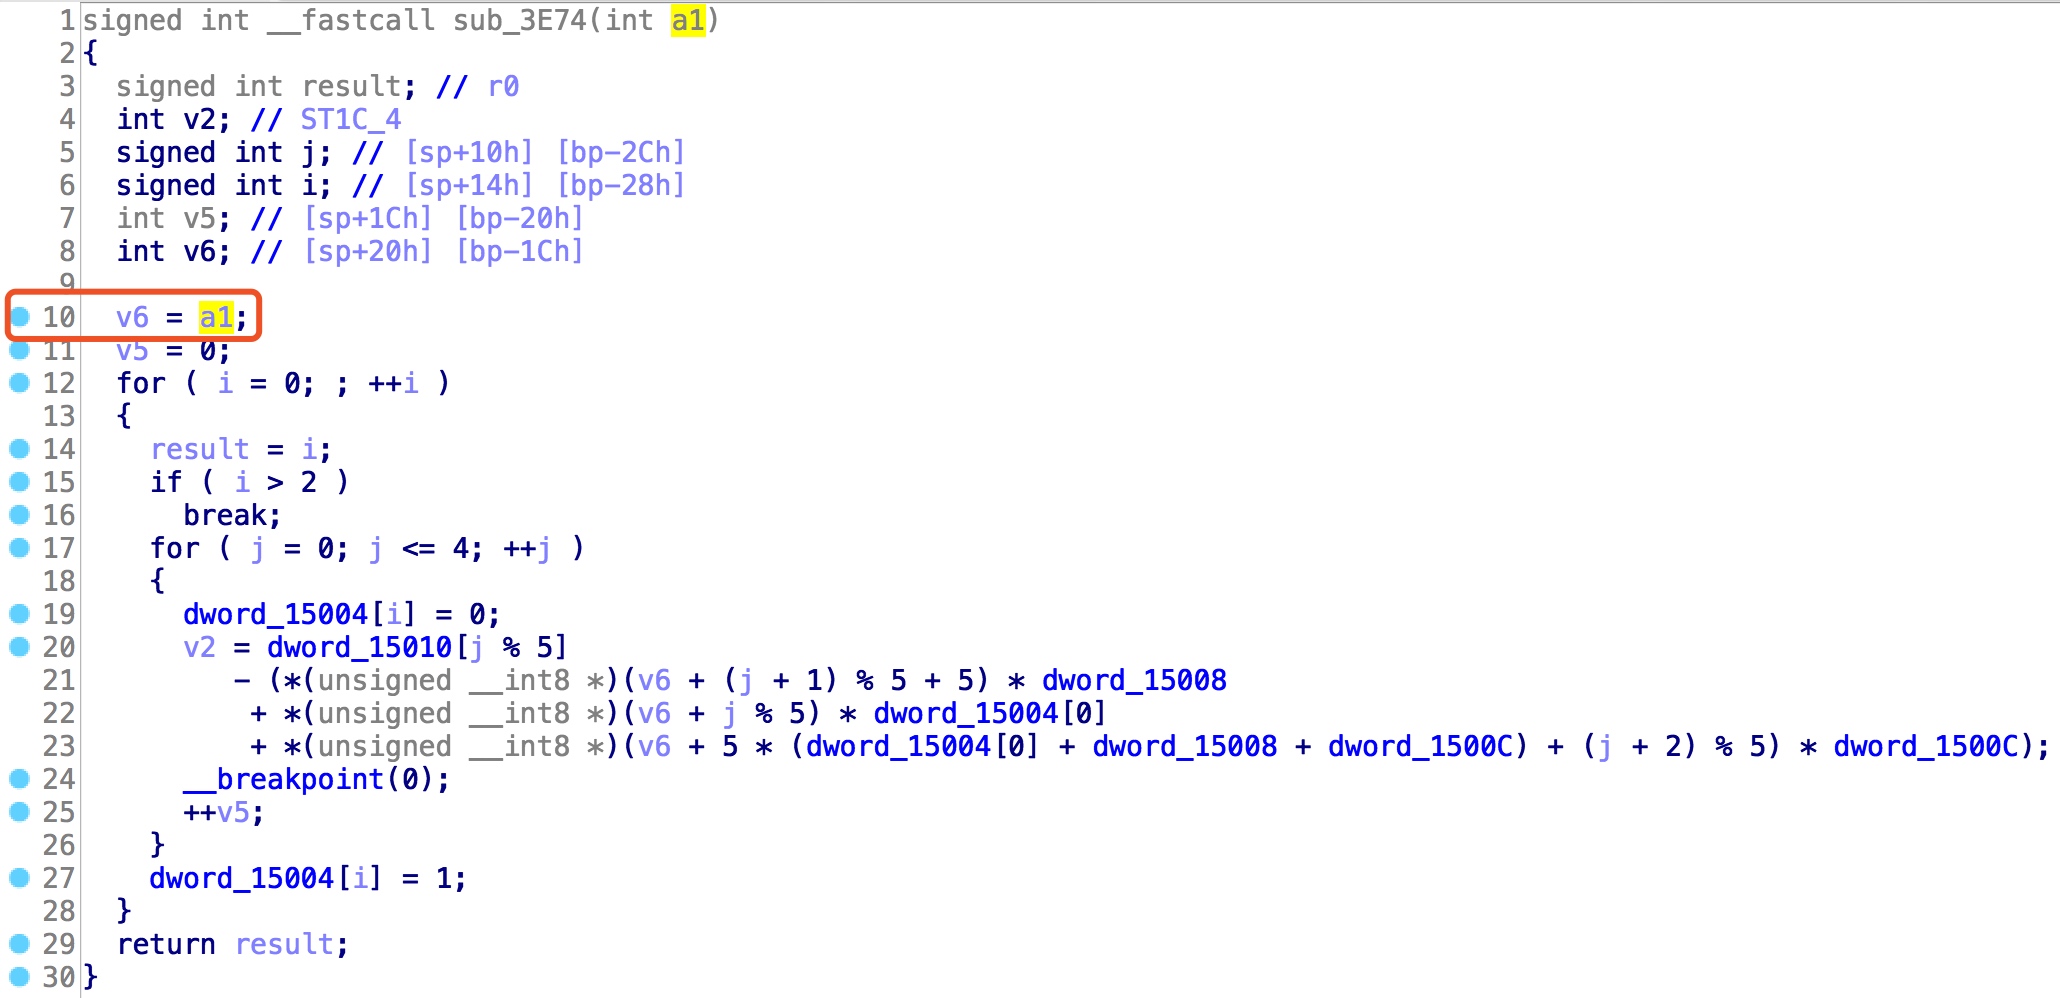 1 signed int __fastcall sub_3E74(int a1)
2 {
3 signed int result; // r0
4 int v2; // ST1C_4
5 signed int j; // [sp+10h] [bp-2Ch]
6 signed int i; // [sp+14h] [bp-28h]
7 int v5; // [sp+1Ch] [bp-20h]
8 int v6; // [sp+20h] [bp-1Ch]
9
10 v6 = a1;
11 v5 = 0;
12 for ( i = 0; ; ++i )
13 {
14 result = i;
15 if ( i > 2 )
16 break;
17 for ( j = 0; j <= 4; ++j )
18 {
19 dword_15004[i] = 0;
20 v2 = dword_15010[j % 5]
21 - (*(unsigned __int8 *)(v6 + (j + 1) % 5 + 5) * dword_15008
22 + *(unsigned __int8 *)(v6 + j % 5) * dword_15004[0]
23 + *(unsigned __int8 *)(v6 + 5 * (dword_15004[0] + dword_15008 + dword_1500C) + (j + 2) % 5) * dword_1500C);
24 __breakpoint(0);
25 ++v5;
26 }
27 dword_15004[i] = 1;
28 }
29 return result;
30 }